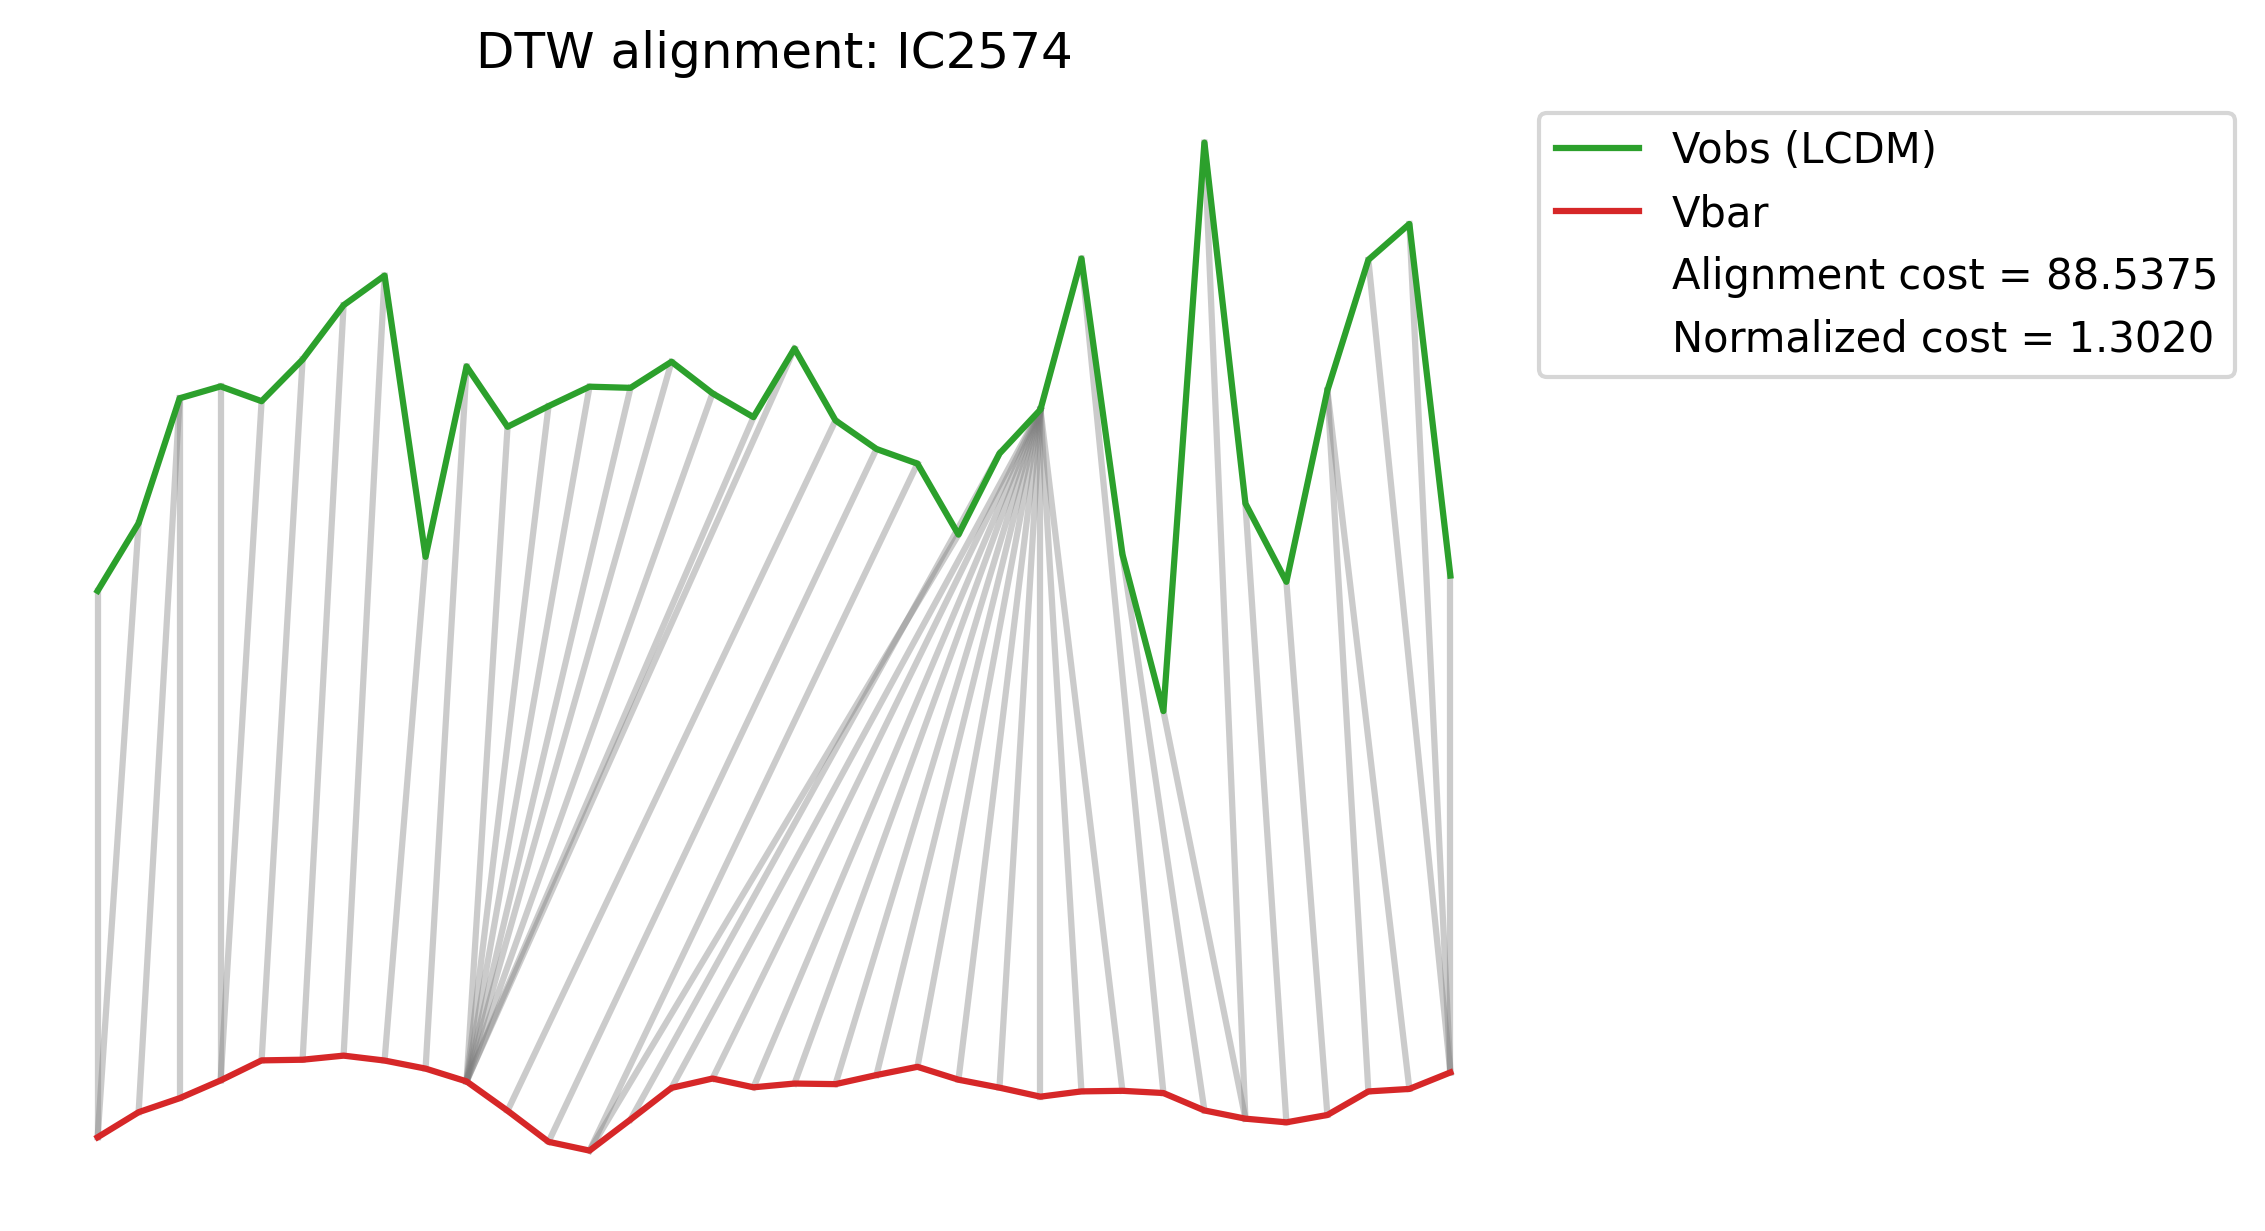 DTW alignment: IC2574
Vobs (LCDM)
Vbar
Alignment cost = 88.5375
Normalized cost = 1.3020